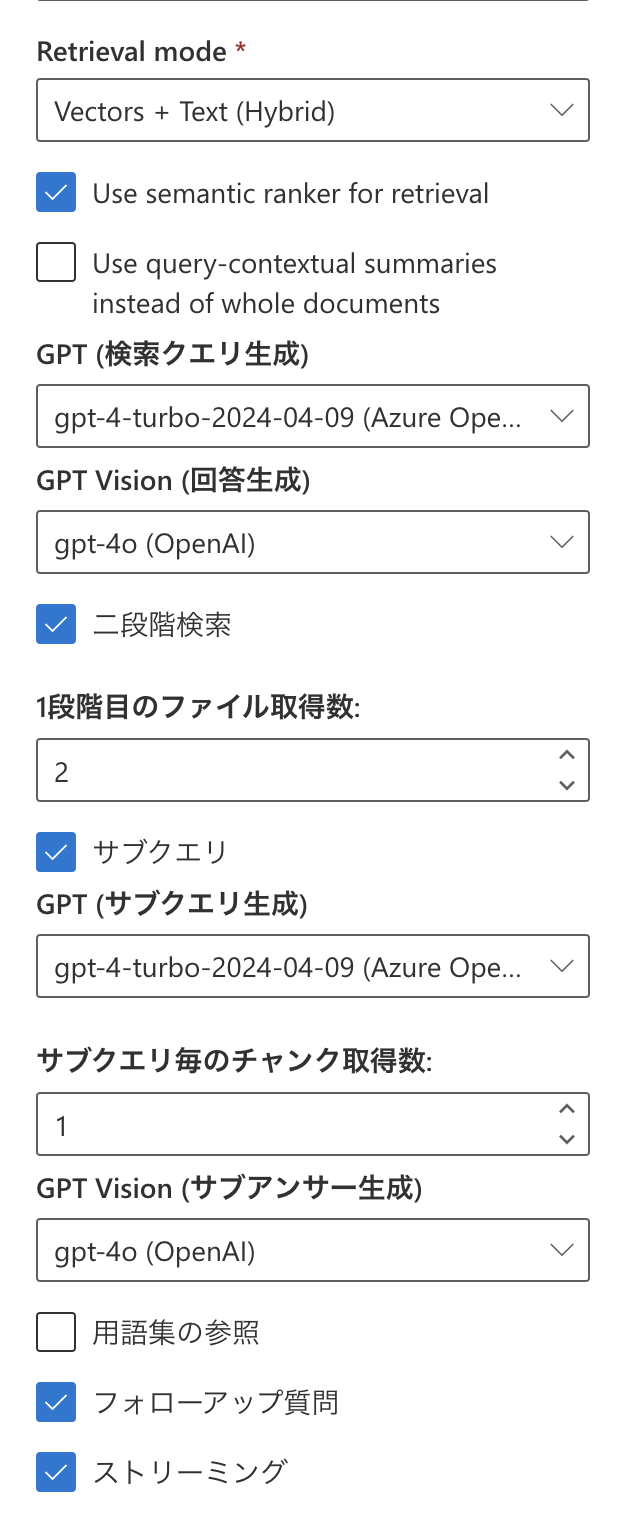 Retrieval mode *
Vectors + Text (Hybrid)
Use semantic ranker for retrieval
Use query-contextual summaries
instead of whole documents
GPT (検索クエリ生成)
gpt-4-turbo-2024-04-09 (Azure Ope...
GPT Vision (回答生成)
gpt-4o (OpenAI)
二段階検索
1段階目のファイル取得数:
2
サブクエリ
GPT (サブクエリ生成)
gpt-4-turbo-2024-04-09 (Azure Ope...
サブクエリ毎のチャンク取得数:
1
GPT Vision (サブアンサー生成)
gpt-4o (OpenAI)
用語集の参照
フォローアップ質問
ストリーミング